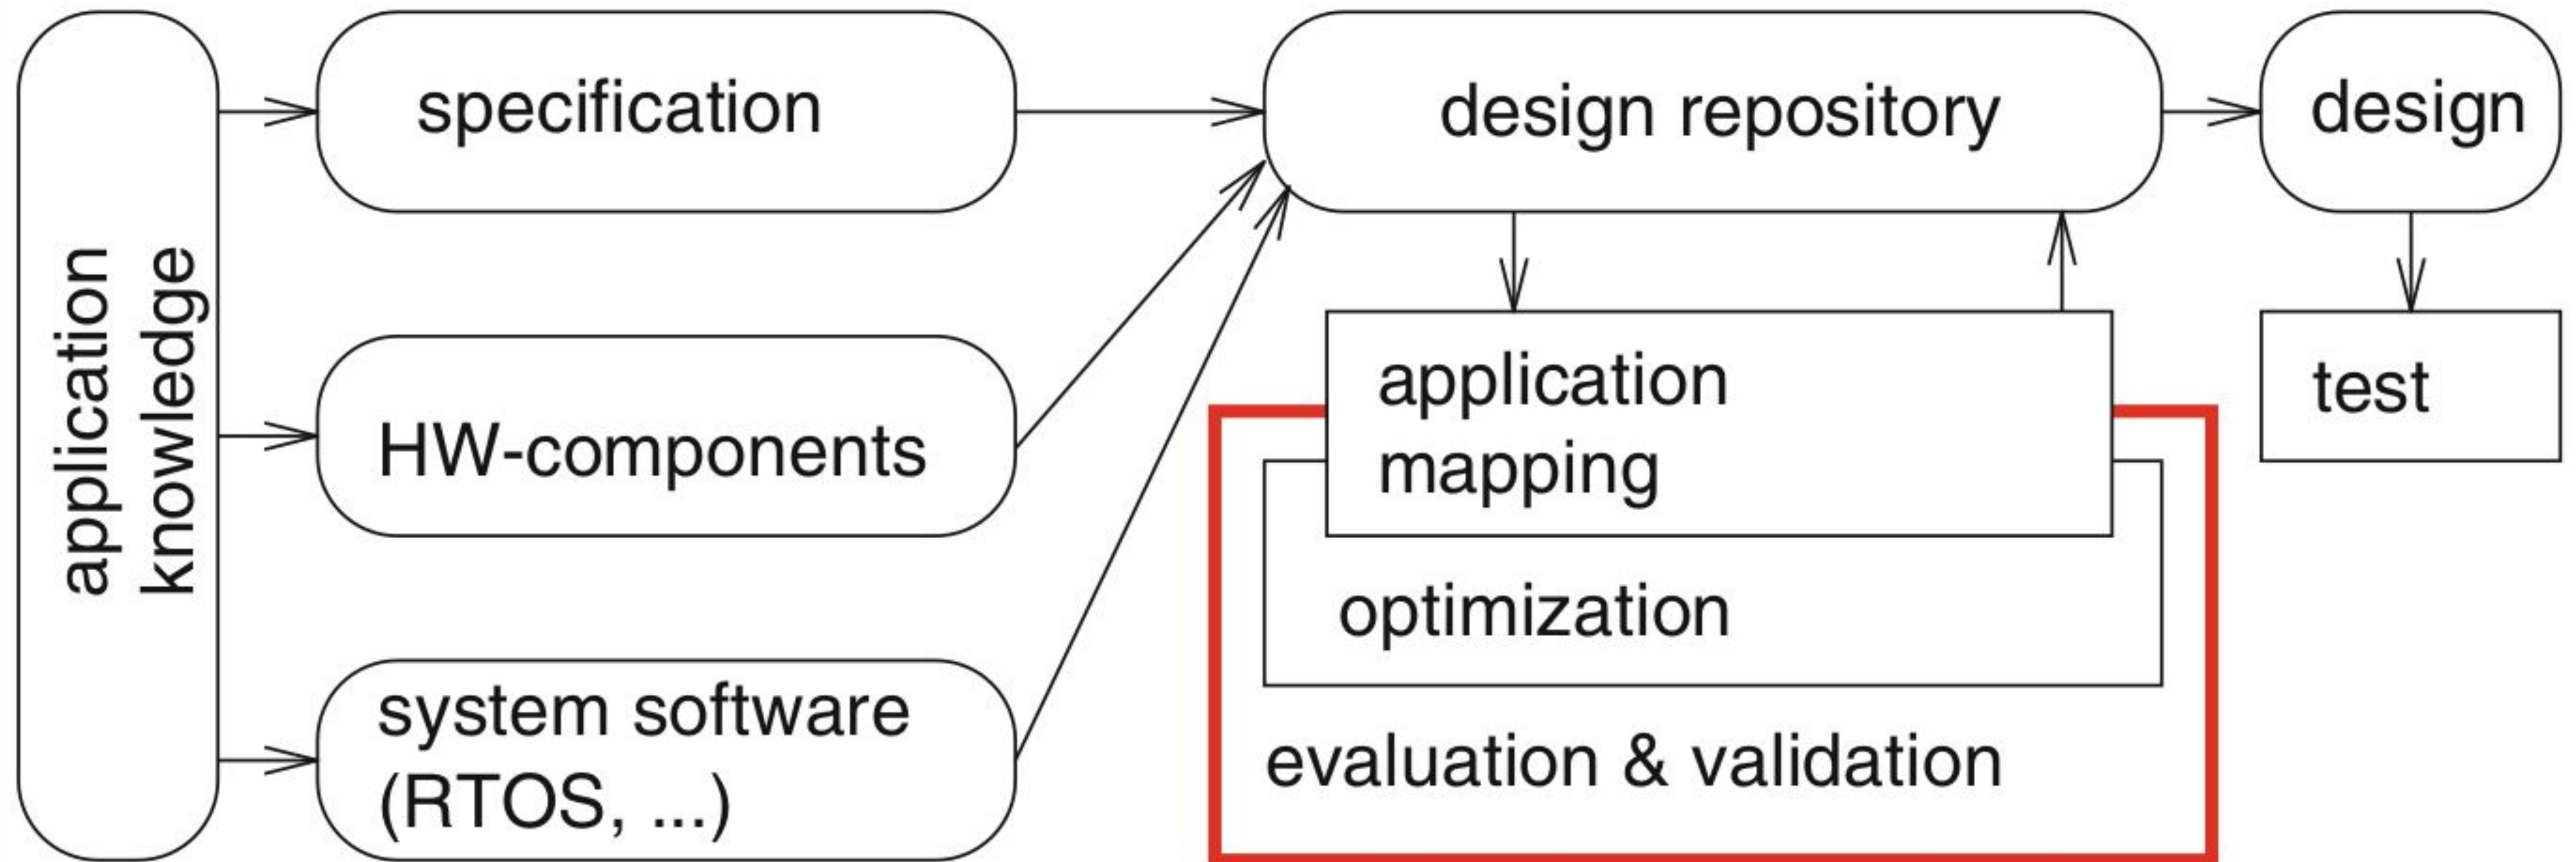 application
knowledge
specification
HW-components
system software
(RTOS, ...)
design repository
application
mapping
optimization
evaluation & validation
design
test